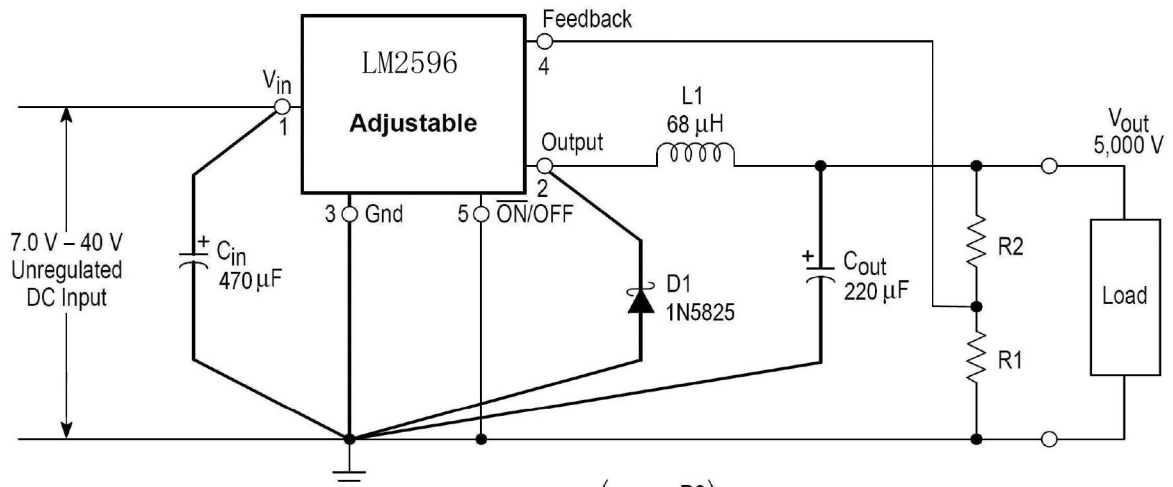 Feedback
4
LM2596
Adjustable
Vin
1
Output
2
L1
68 µH
Vout
5,000 V
3 Gnd
5 ON/OFF
7.0 V – 40 V
Unregulated
DC Input
+
Cin
470 µF
D1
1N5825
+
Cout
220 µF
R2
R1
Load